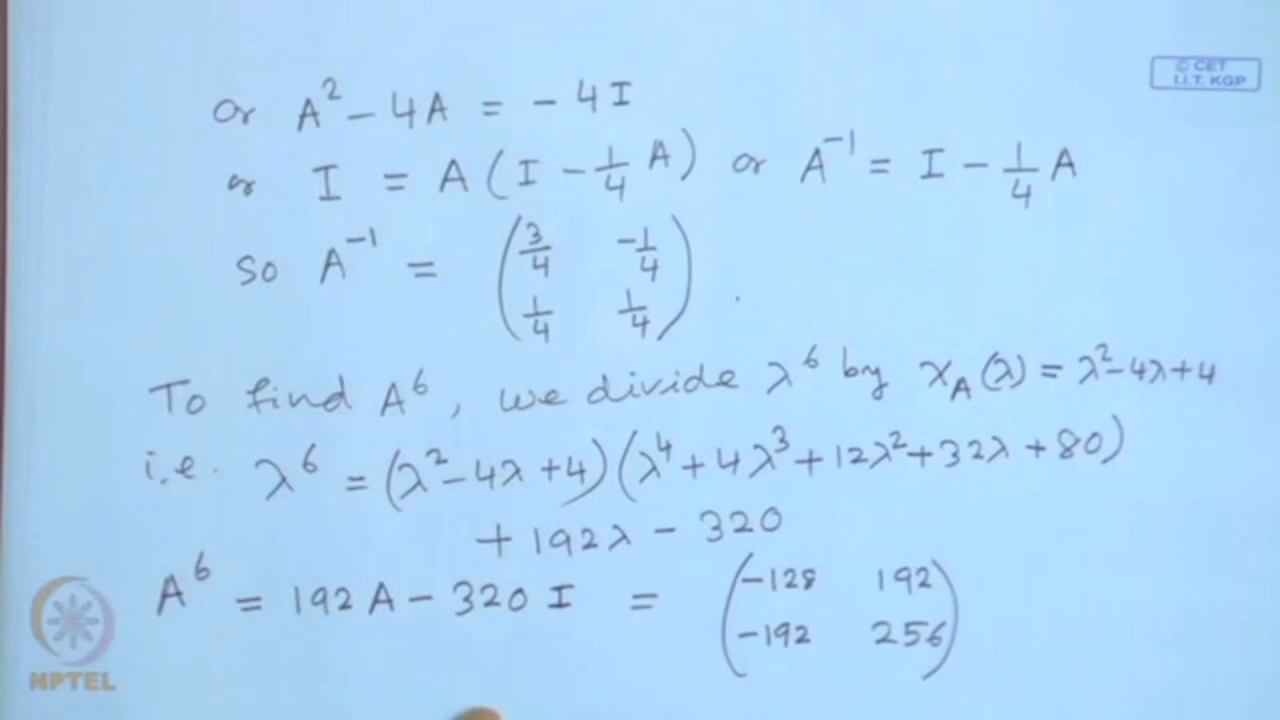 © CET
I.I.T. KGP
Or A² - 4A = - 4I
or I = A(I - 1/4 A) or A⁻¹ = I - 1/4 A
So A⁻¹ = (3/4 -1/4
1/4 1/4).
To find A⁶, we divide λ⁶ by χ_A(λ) = λ²-4λ+4
i.e. λ⁶ = (λ²-4λ+4)(λ⁴+4λ³+12λ²+32λ+80)
+192λ - 320
A⁶ = 192A - 320 I = (-128 192
-192 256)
NPTEL